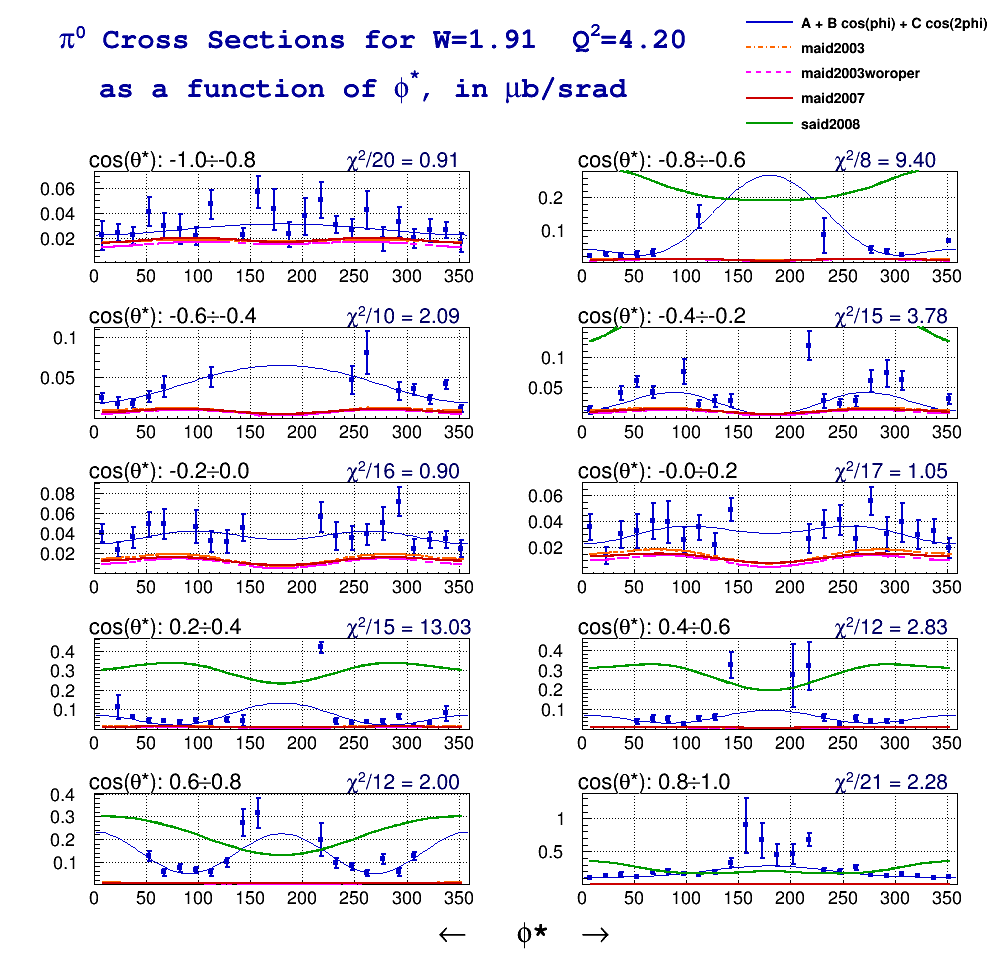 π⁰ Cross Sections for W=1.91 Q²=4.20
as a function of ϕ*, in μb/srad
A + B cos(phi) + C cos(2phi)
maid2003
maid2003woroper
maid2007
said2008
cos(θ*): -1.0÷-0.8 χ²/20 = 0.91
0.06
0.04
0.02
0 50 100 150 200 250 300 350
cos(θ*): -0.8÷-0.6 χ²/8 = 9.40
0.2
0.1
0 50 100 150 200 250 300 350
cos(θ*): -0.6÷-0.4 χ²/10 = 2.09
0.1
0.05
0 50 100 150 200 250 300 350
cos(θ*): -0.4÷-0.2 χ²/15 = 3.78
0.1
0.05
0 50 100 150 200 250 300 350
cos(θ*): -0.2÷0.0 χ²/16 = 0.90
0.08
0.06
0.04
0.02
0 50 100 150 200 250 300 350
cos(θ*): -0.0÷0.2 χ²/17 = 1.05
0.06
0.04
0.02
0 50 100 150 200 250 300 350
cos(θ*): 0.2÷0.4 χ²/15 = 13.03
0.4
0.3
0.2
0.1
0 50 100 150 200 250 300 350
cos(θ*): 0.4÷0.6 χ²/12 = 2.83
0.4
0.3
0.2
0.1
0 50 100 150 200 250 300 350
cos(θ*): 0.6÷0.8 χ²/12 = 2.00
0.4
0.3
0.2
0.1
0 50 100 150 200 250 300 350
cos(θ*): 0.8÷1.0 χ²/21 = 2.28
1
0.5
0 50 100 150 200 250 300 350
← ϕ* →